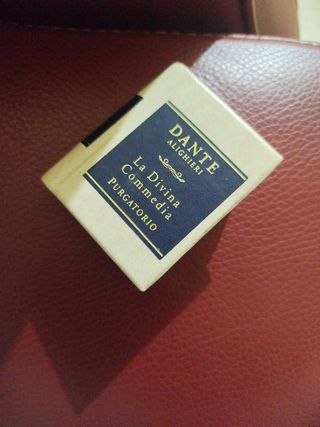 DANTE
ALIGHIERI
La Divina
Commedia
PURGATORIO